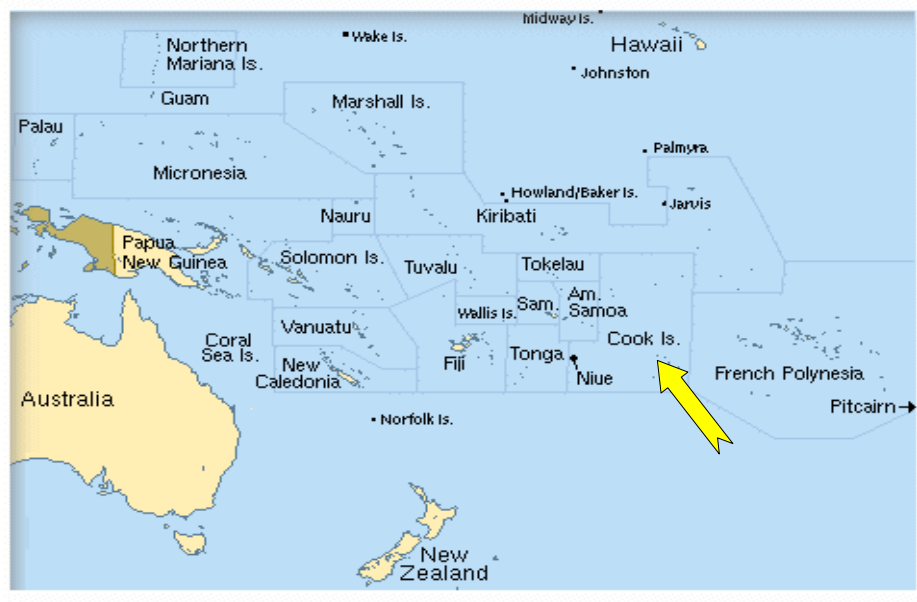 Midway Is.
Hawaii
Wake Is.
Northern
Mariana Is.
Johnston
Guam
Marshall Is.
Palau
Palmyra
Micronesia
Howland/Baker Is.
Jarvis
Nauru
Kiribati
Papua
New Guinea
Solomon Is.
Tuvalu
Tokelau
Am.
Samoa
Sam.
Wallis Is.
Vanuatu
Coral
Sea Is.
Cook Is.
Fiji
Tonga
Niue
New
Caledonia
French Polynesia
Australia
Pitcairn
Norfolk Is.
New
Zealand